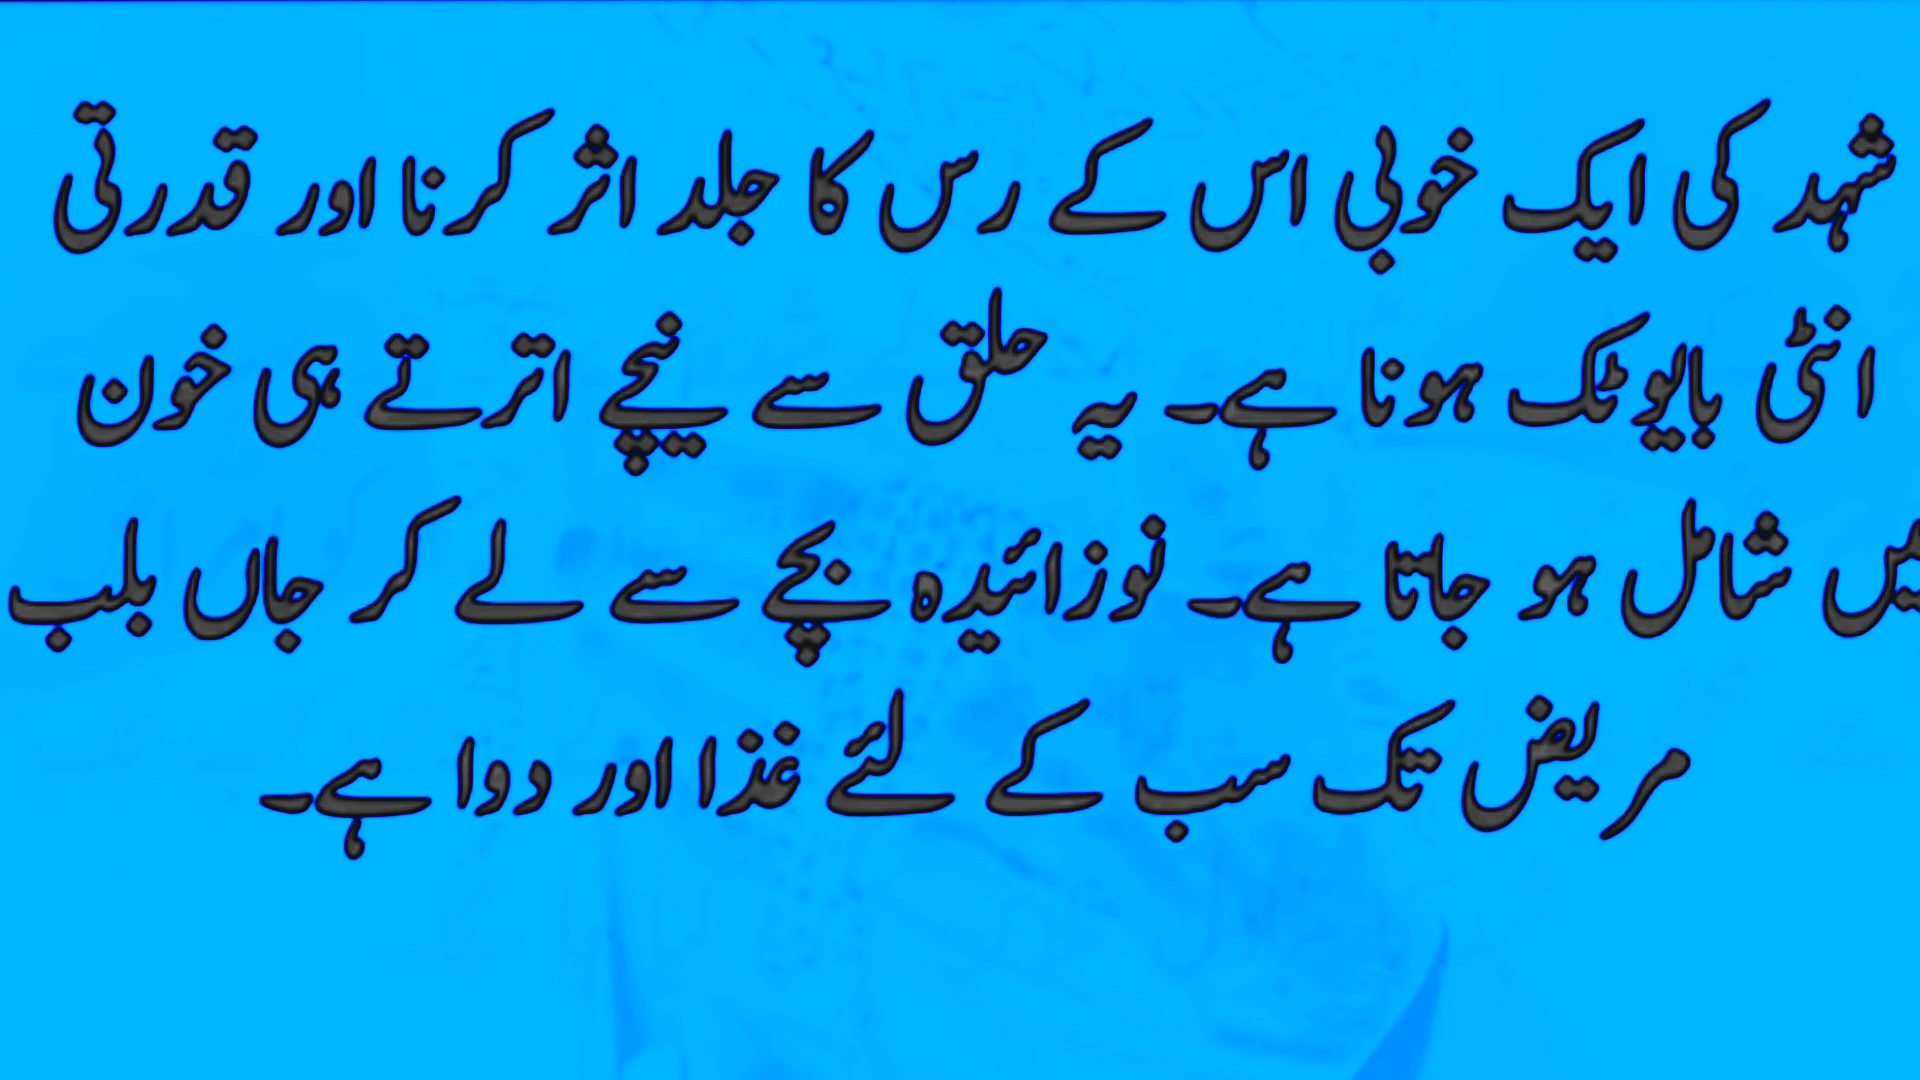 شہد کی ایک خوبی اس کے رس کا جلد اثر کرنا اور قدرتی
انٹی بایوٹک ہونا ہے۔ یہ حلق سے نیچے اترتے ہی خون
میں شامل ہو جاتا ہے۔ نوزائیدہ بچے سے لے کر جاں بلب
مریض تک سب کے لئے غذا اور دوا ہے۔